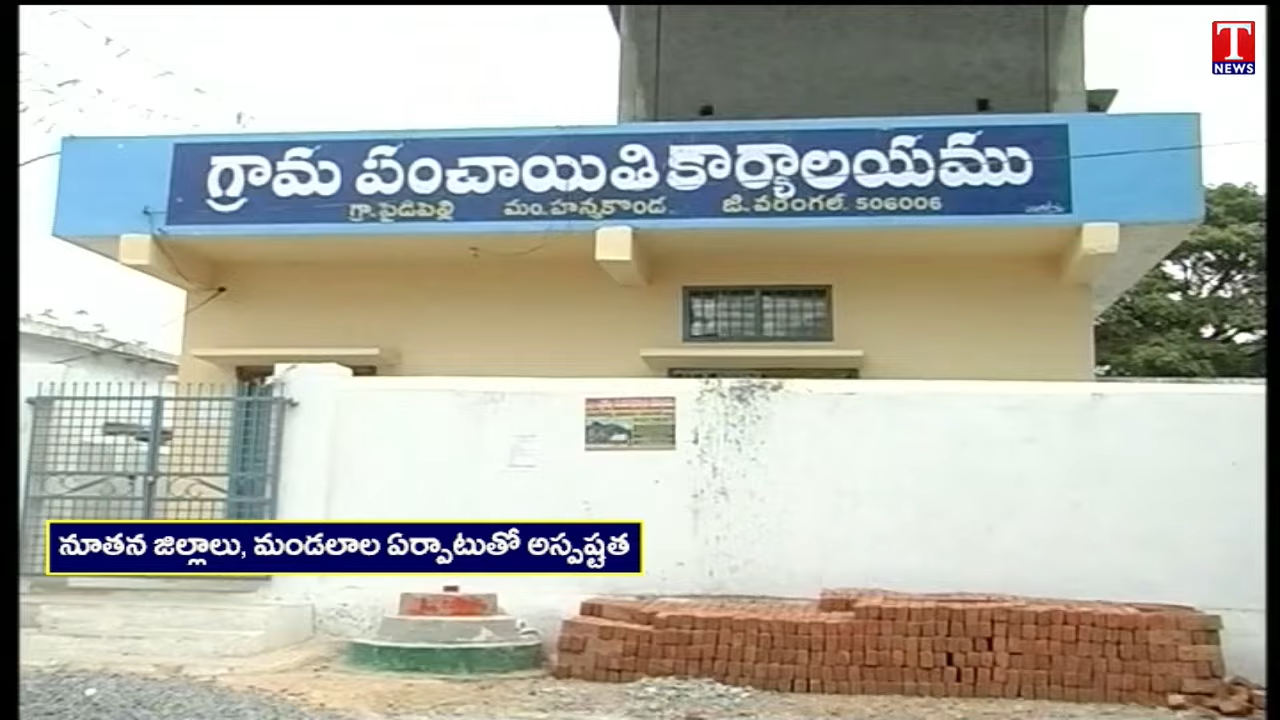 T
NEWS
గ్రామ పంచాయితి కార్యాలయము
గ్రా. పైడిపల్లి మం. హన్మకొండ. జి. వరంగల్. 506006
నూతన జిల్లాలు, మండలాల ఏర్పాటుతో అస్పష్టత